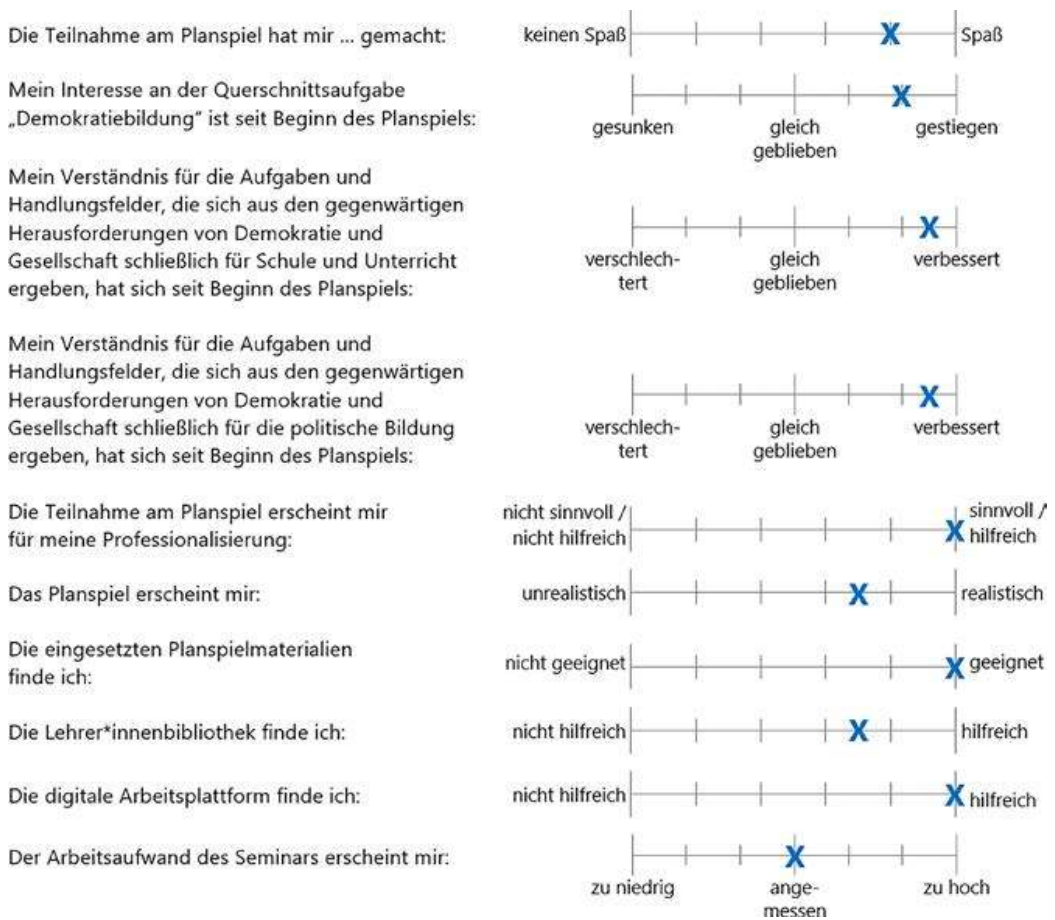 Die Teilnahme am Planspiel hat mir ... gemacht:
keinen Spaß
Spaß
Mein Interesse an der Querschnittsaufgabe
„Demokratiebildung“ ist seit Beginn des Planspiels:
gesunken
gleich
geblieben
gestiegen
Mein Verständnis für die Aufgaben und
Handlungsfelder, die sich aus den gegenwärtigen
Herausforderungen von Demokratie und
Gesellschaft schließlich für Schule und Unterricht
ergeben, hat sich seit Beginn des Planspiels:
verschlech-
tert
gleich
geblieben
verbessert
Mein Verständnis für die Aufgaben und
Handlungsfelder, die sich aus den gegenwärtigen
Herausforderungen von Demokratie und
Gesellschaft schließlich für die politische Bildung
ergeben, hat sich seit Beginn des Planspiels:
verschlech-
tert
gleich
geblieben
verbessert
Die Teilnahme am Planspiel erscheint mir
für meine Professionalisierung:
nicht sinnvoll /
nicht hilfreich
sinnvoll /
hilfreich
Das Planspiel erscheint mir:
unrealistisch
realistisch
Die eingesetzten Planspielmaterialien
finde ich:
nicht geeignet
geeignet
Die Lehrer*innenbibliothek finde ich:
nicht hilfreich
hilfreich
Die digitale Arbeitsplattform finde ich:
nicht hilfreich
hilfreich
Der Arbeitsaufwand des Seminars erscheint mir:
zu niedrig
ange-
messen
zu hoch